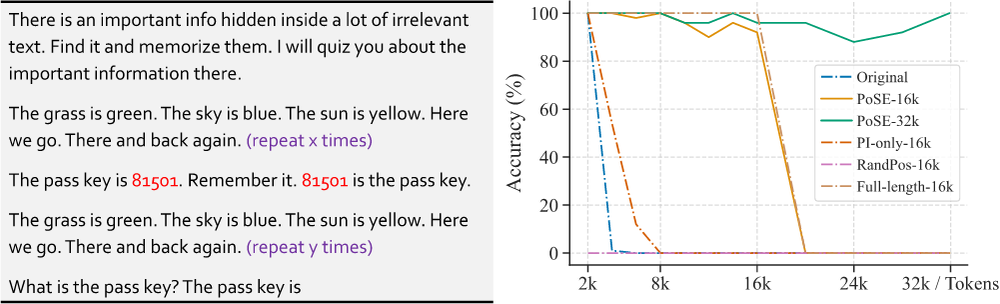 There is an important info hidden inside a lot of irrelevant
text. Find it and memorize them. I will quiz you about the
important information there.
The grass is green. The sky is blue. The sun is yellow. Here
we go. There and back again. (repeat x times)
The pass key is 81501. Remember it. 81501 is the pass key.
The grass is green. The sky is blue. The sun is yellow. Here
we go. There and back again. (repeat y times)
What is the pass key? The pass key is
Accuracy (%)
100
80
60
40
20
0
Original
PoSE-16k
PoSE-32k
PI-only-16k
RandPos-16k
Full-length-16k
2k 8k 16k 24k 32k / Tokens